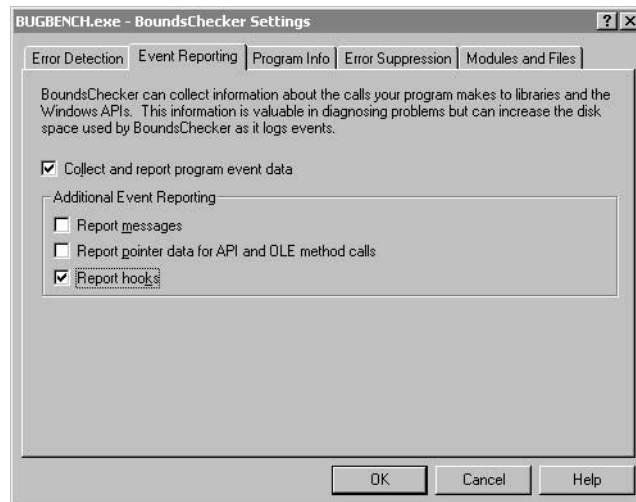 BUGBENCH.exe - BoundsChecker Settings
Error Detection Event Reporting Program Info Error Suppression Modules and Files
BoundsChecker can collect information about the calls your program makes to libraries and the
Windows APIs. This information is valuable in diagnosing problems but can increase the disk
space used by BoundsChecker as it logs events.
Collect and report program event data
Additional Event Reporting
Report messages
Report pointer data for API and OLE method calls
Report hooks
OK Cancel Help